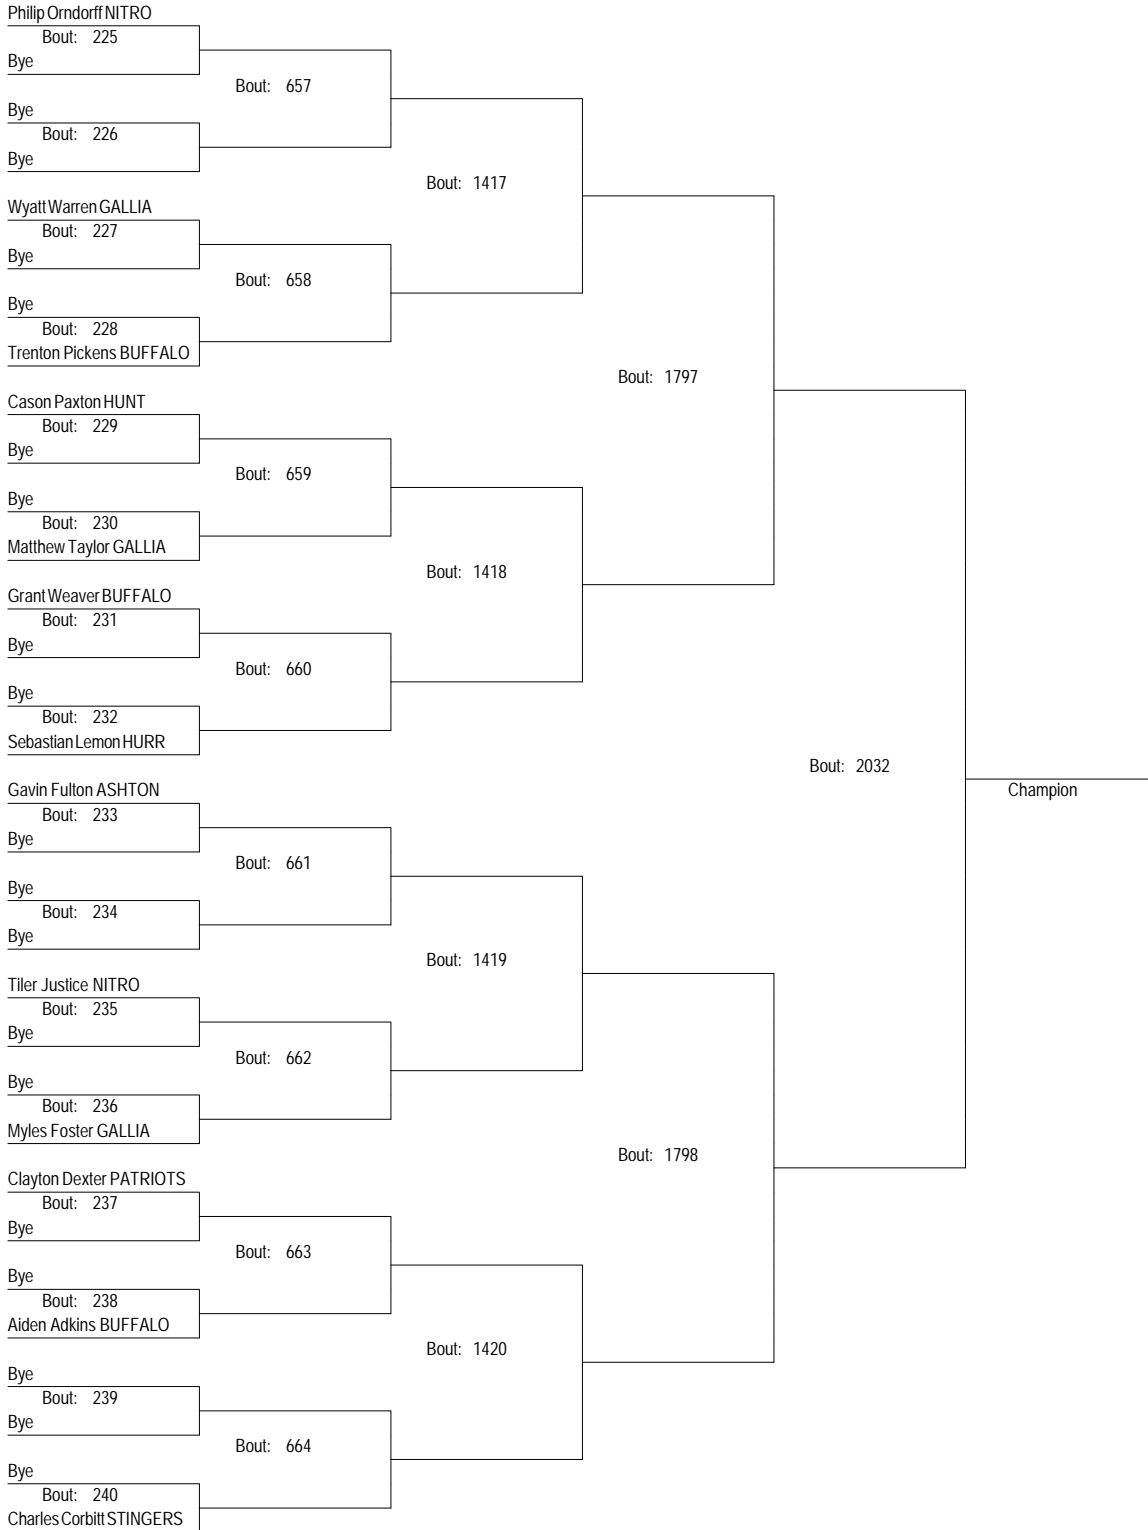 Philip Orndorff NITRO
Bout: 225
Bye
Bout: 657
Bye
Bout: 226
Bye
Bout: 1417
Wyatt Warren GALLIA
Bout: 227
Bye
Bout: 658
Bye
Bout: 228
Trenton Pickens BUFFALO
Bout: 1797
Cason Paxton HUNT
Bout: 229
Bye
Bout: 659
Bye
Bout: 230
Matthew Taylor GALLIA
Bout: 1418
Grant Weaver BUFFALO
Bout: 231
Bye
Bout: 660
Bye
Bout: 232
Sebastian Lemon HURR
Bout: 2032
Champion
Gavin Fulton ASHTON
Bout: 233
Bye
Bout: 661
Bye
Bout: 234
Bye
Bout: 1419
Tiler Justice NITRO
Bout: 235
Bye
Bout: 662
Bye
Bout: 236
Myles Foster GALLIA
Bout: 1798
Clayton Dexter PATRIOTS
Bout: 237
Bye
Bout: 663
Bye
Bout: 238
Aiden Adkins BUFFALO
Bout: 1420
Bye
Bout: 239
Bye
Bout: 664
Bye
Bout: 240
Charles Corbitt STINGERS